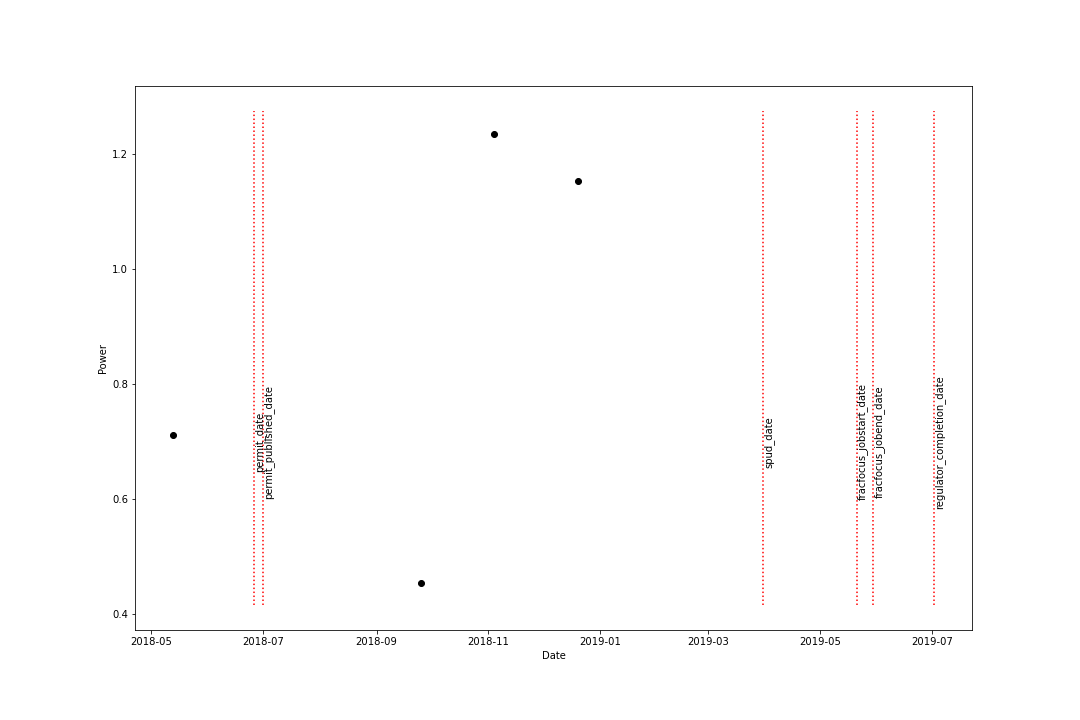 1.2
1.0
0.8
0.6
0.4
Power
permit_date
permit_published_date
spud_date
fracfocus_jobstart_date
fracfocus_jobend_date
regulator_completion_date
2018-05 2018-07 2018-09 2018-11 2019-01 2019-03 2019-05 2019-07
Date